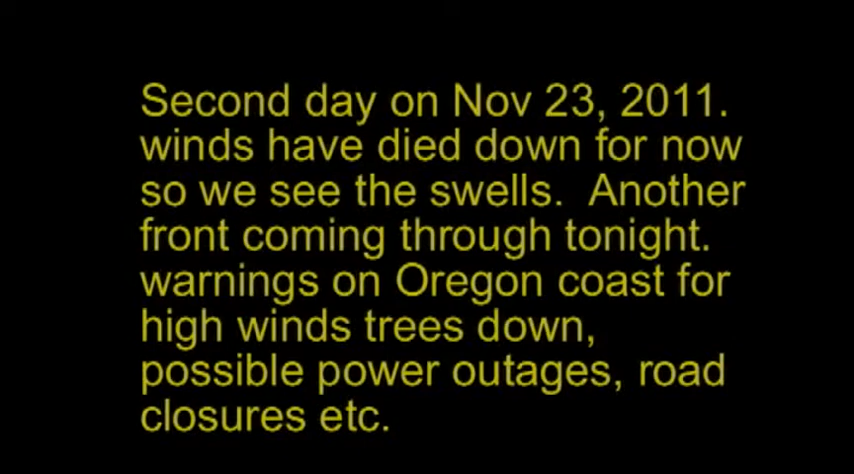 Second day on Nov 23, 2011.
winds have died down for now
so we see the swells.  Another
front coming through tonight.
warnings on Oregon coast for
high winds trees down,
possible power outages, road
closures etc.